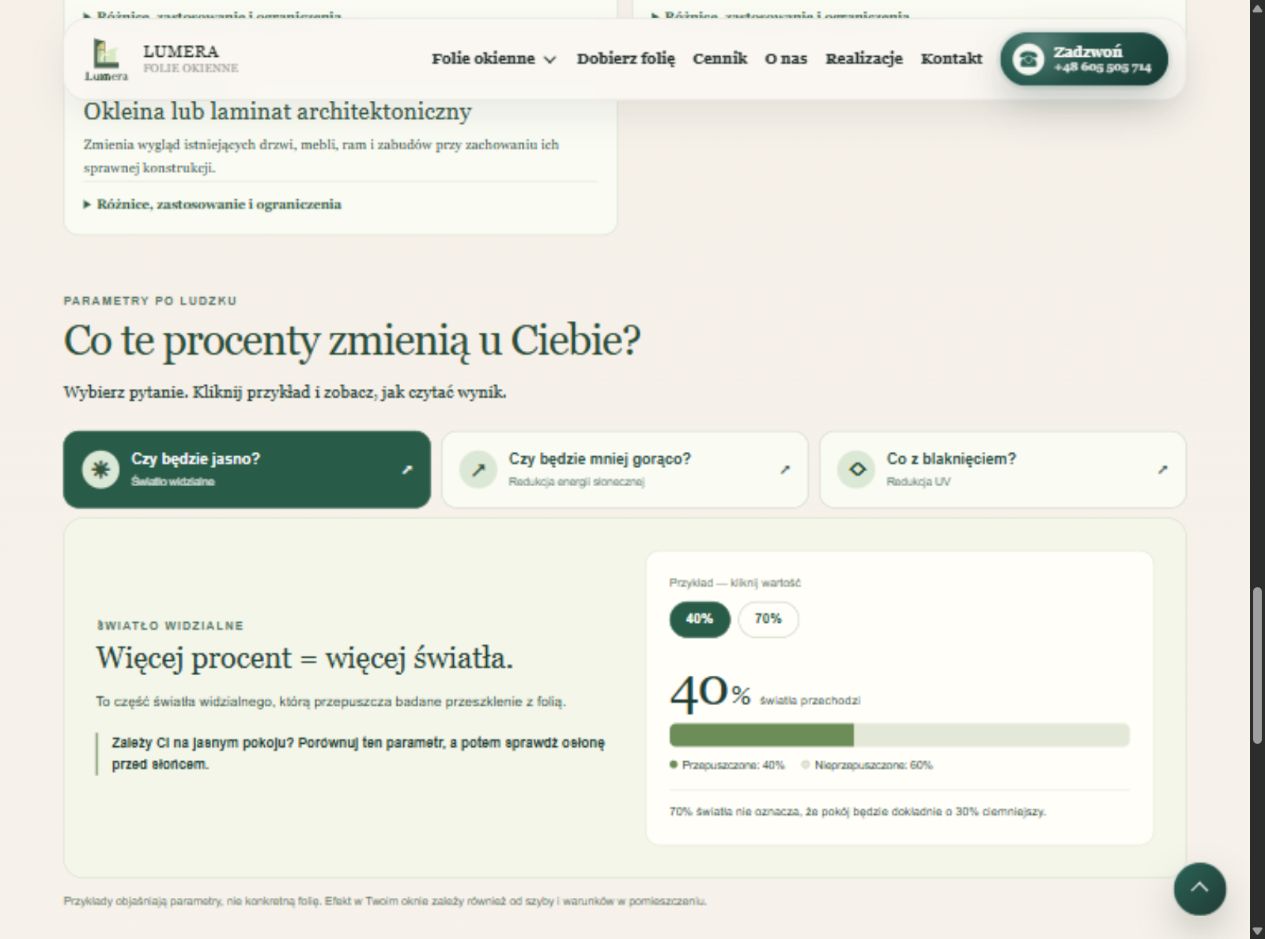 Różnice, zastosowanie i ograniczenia
Różnice, zastosowanie i ograniczenia
Lumera
LUMERA
FOLIE OKIENNE
Folie okienne
Dobierz folię
Cennik
O nas
Realizacje
Kontakt
Zadzwoń
+48 605 505 714
Okleina lub laminat architektoniczny
Zmienia wygląd istniejących drzwi, mebli, ram i zabudów przy zachowaniu ich
sprawnej konstrukcji.
Różnice, zastosowanie i ograniczenia
PARAMETRY PO LUDZKU
Co te procenty zmienią u Ciebie?
Wybierz pytanie. Kliknij przykład i zobacz, jak czytać wynik.
Czy będzie jasno?
Światło widzialne
Czy będzie mniej gorąco?
Redukcja energii słonecznej
Co z blaknięciem?
Redukcja UV
ŚWIATŁO WIDZIALNE
Więcej procent = więcej światła.
To część światła widzialnego, którą przepuszcza badane przeszklenie z folią.
Zależy Ci na jasnym pokoju? Porównuj ten parametr, a potem sprawdź osłonę
przed słońcem.
Przykład — kliknij wartość
40%
70%
40% światła przechodzi
Przepuszczone: 40%
Nieprzepuszczone: 60%
70% światła nie oznacza, że pokój będzie dokładnie o 30% ciemniejszy.
Przykłady objaśniają parametry, nie konkretną folię. Efekt w Twoim oknie zależy również od szyby i warunków w pomieszczeniu.